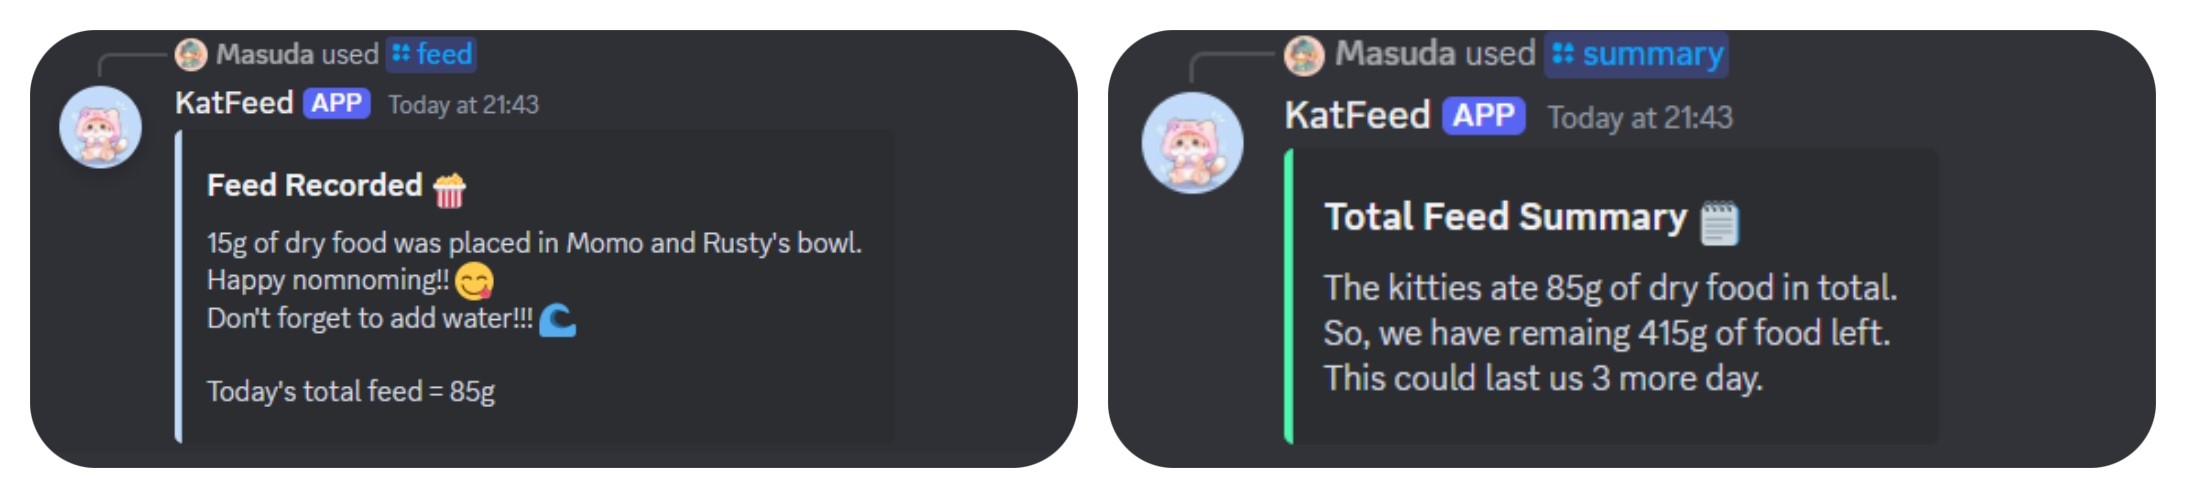 Masuda used feed
KatFeed APP Today at 21:43
Feed Recorded 🍿
15g of dry food was placed in Momo and Rusty's bowl.
Happy nomnoming!! 😋
Don't forget to add water!!! 🌊
Today's total feed = 85g
Masuda used summary
KatFeed APP Today at 21:43
Total Feed Summary 🗒️
The kitties ate 85g of dry food in total.
So, we have remaing 415g of food left.
This could last us 3 more day.